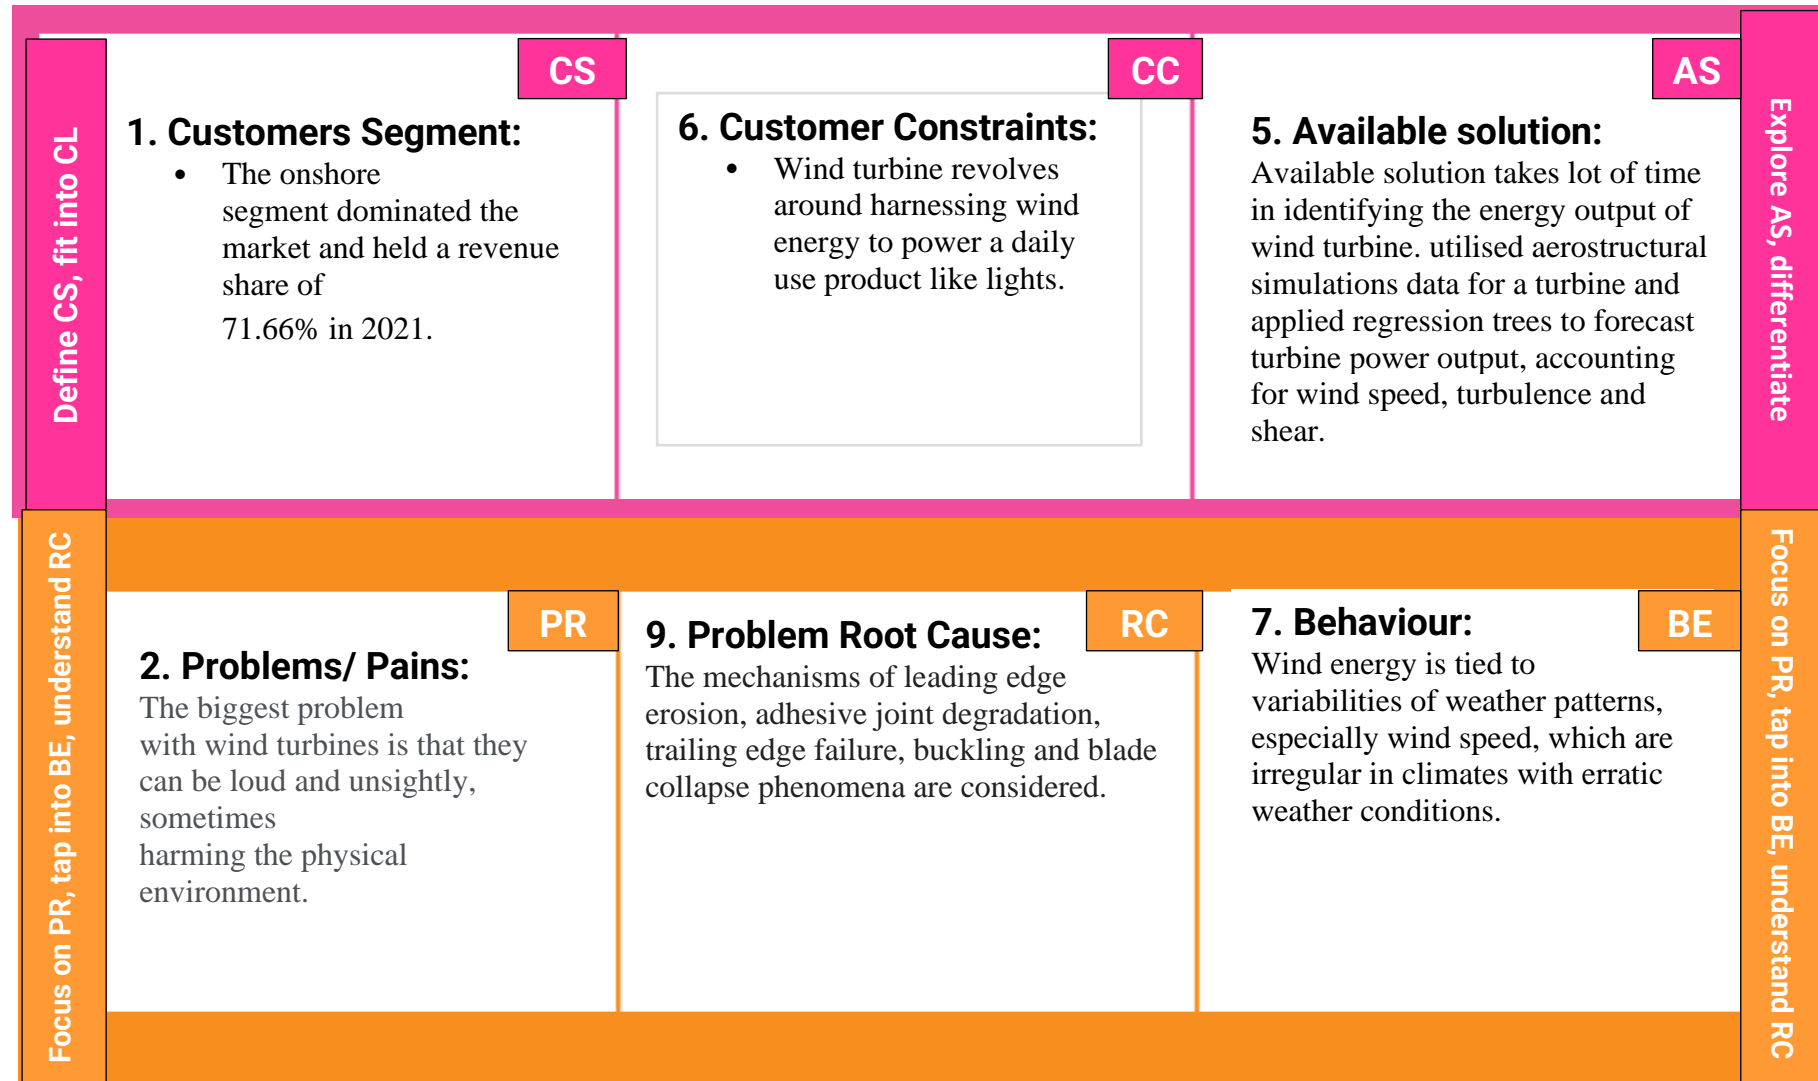 Define CS, fit into CL
CS
1. Customers Segment:
• The onshore
segment dominated the
market and held a revenue
share of
71.66% in 2021.
CC
6. Customer Constraints:
• Wind turbine revolves
around harnessing wind
energy to power a daily
use product like lights.
AS
5. Available solution:
Available solution takes lot of time
in identifying the energy output of
wind turbine. utilised aerostructural
simulations data for a turbine and
applied regression trees to forecast
turbine power output, accounting
for wind speed, turbulence and
shear.
Explore AS, differentiate
Focus on PR, tap into BE, understand RC
PR
2. Problems/ Pains:
The biggest problem
with wind turbines is that they
can be loud and unsightly,
sometimes
harming the physical
environment.
RC
9. Problem Root Cause:
The mechanisms of leading edge
erosion, adhesive joint degradation,
trailing edge failure, buckling and blade
collapse phenomena are considered.
BE
7. Behaviour:
Wind energy is tied to
variabilities of weather patterns,
especially wind speed, which are
irregular in climates with erratic
weather conditions.
Focus on PR, tap into BE, understand RC